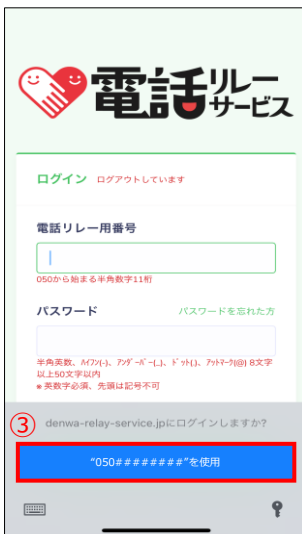 電話リレー
サービス
ログイン ログアウトしています
電話リレー用番号
050から始まる半角数字11桁
パスワード パスワードを忘れた方
半角英数、ﾊｲﾌﾝ(-)、ｱﾝﾀﾞｰﾊﾞｰ(_)、ﾄﾞｯﾄ(.)、ｱｯﾄﾏｰｸ(@) 8文字
以上50文字以内
※英数字必須、先頭は記号不可
③ denwa-relay-service.jpにログインしますか?
“050########”を使用